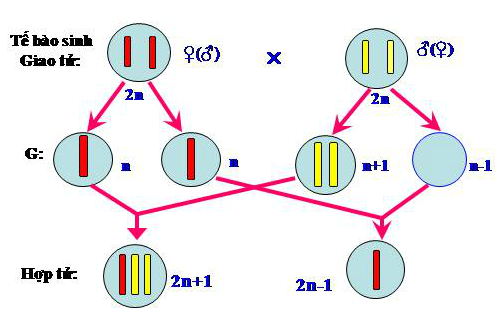 Tế bào sinh
Giao tử:
♀(♂)
×
♂(♀)
2n
2n
G:
n
n
n+1
n-1
Hợp tử:
2n+1
2n-1